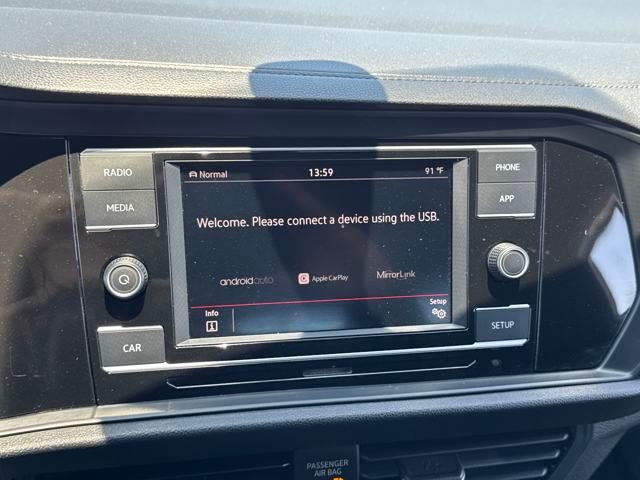 RADIO
MEDIA
CAR
Normal 13:59 91 °F
Welcome. Please connect a device using the USB.
androidauto Apple CarPlay MirrorLink
Info Setup
PHONE
APP
SETUP
PASSENGER
AIR BAG